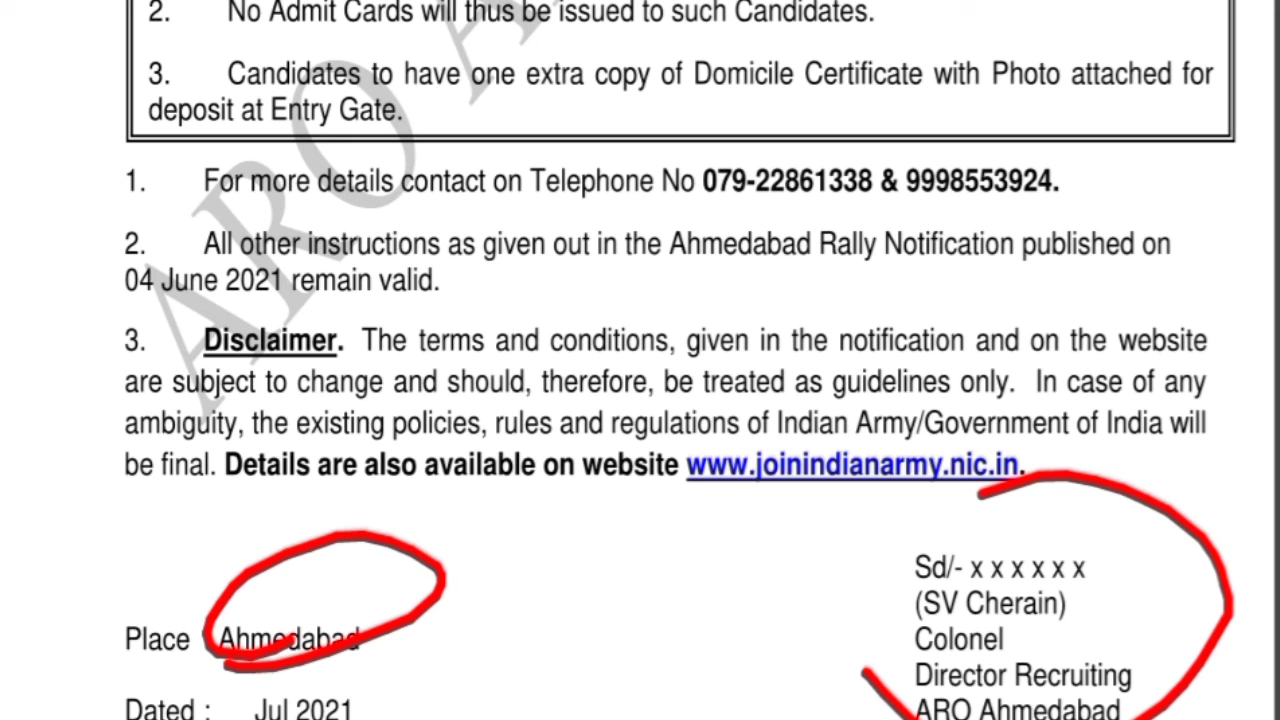 2. No Admit Cards will thus be issued to such Candidates.
3. Candidates to have one extra copy of Domicile Certificate with Photo attached for
deposit at Entry Gate.
1. For more details contact on Telephone No 079-22861338 & 9998553924.
2. All other instructions as given out in the Ahmedabad Rally Notification published on
04 June 2021 remain valid.
3. Disclaimer. The terms and conditions, given in the notification and on the website
are subject to change and should, therefore, be treated as guidelines only. In case of any
ambiguity, the existing policies, rules and regulations of Indian Army/Government of India will
be final. Details are also available on website www.joinindianarmy.nic.in.
Sd/- x x x x x x
(SV Cherain)
Place : Ahmedabad
Colonel
Director Recruiting
Dated : Jul 2021
ARO Ahmedabad
ARO A